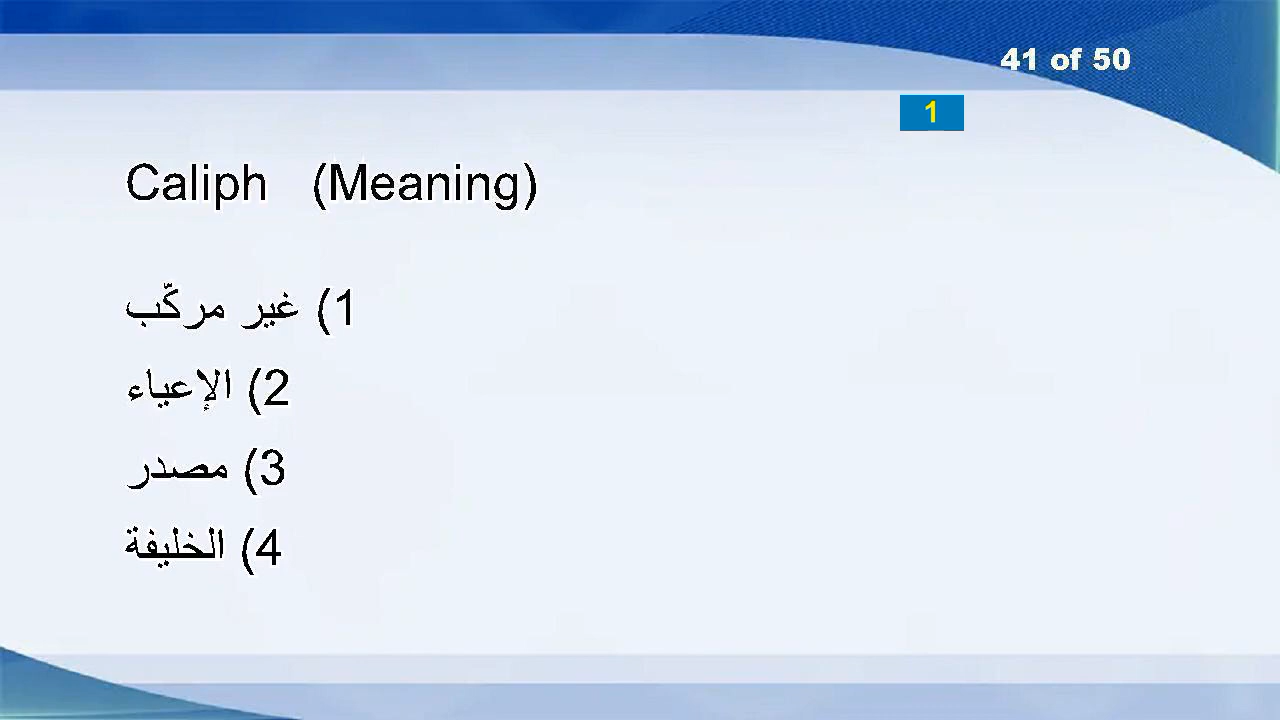 41 of 50
1
Caliph (Meaning)
1) غير مركّب
2) الإعياء
3) مصدر
4) الخليفة